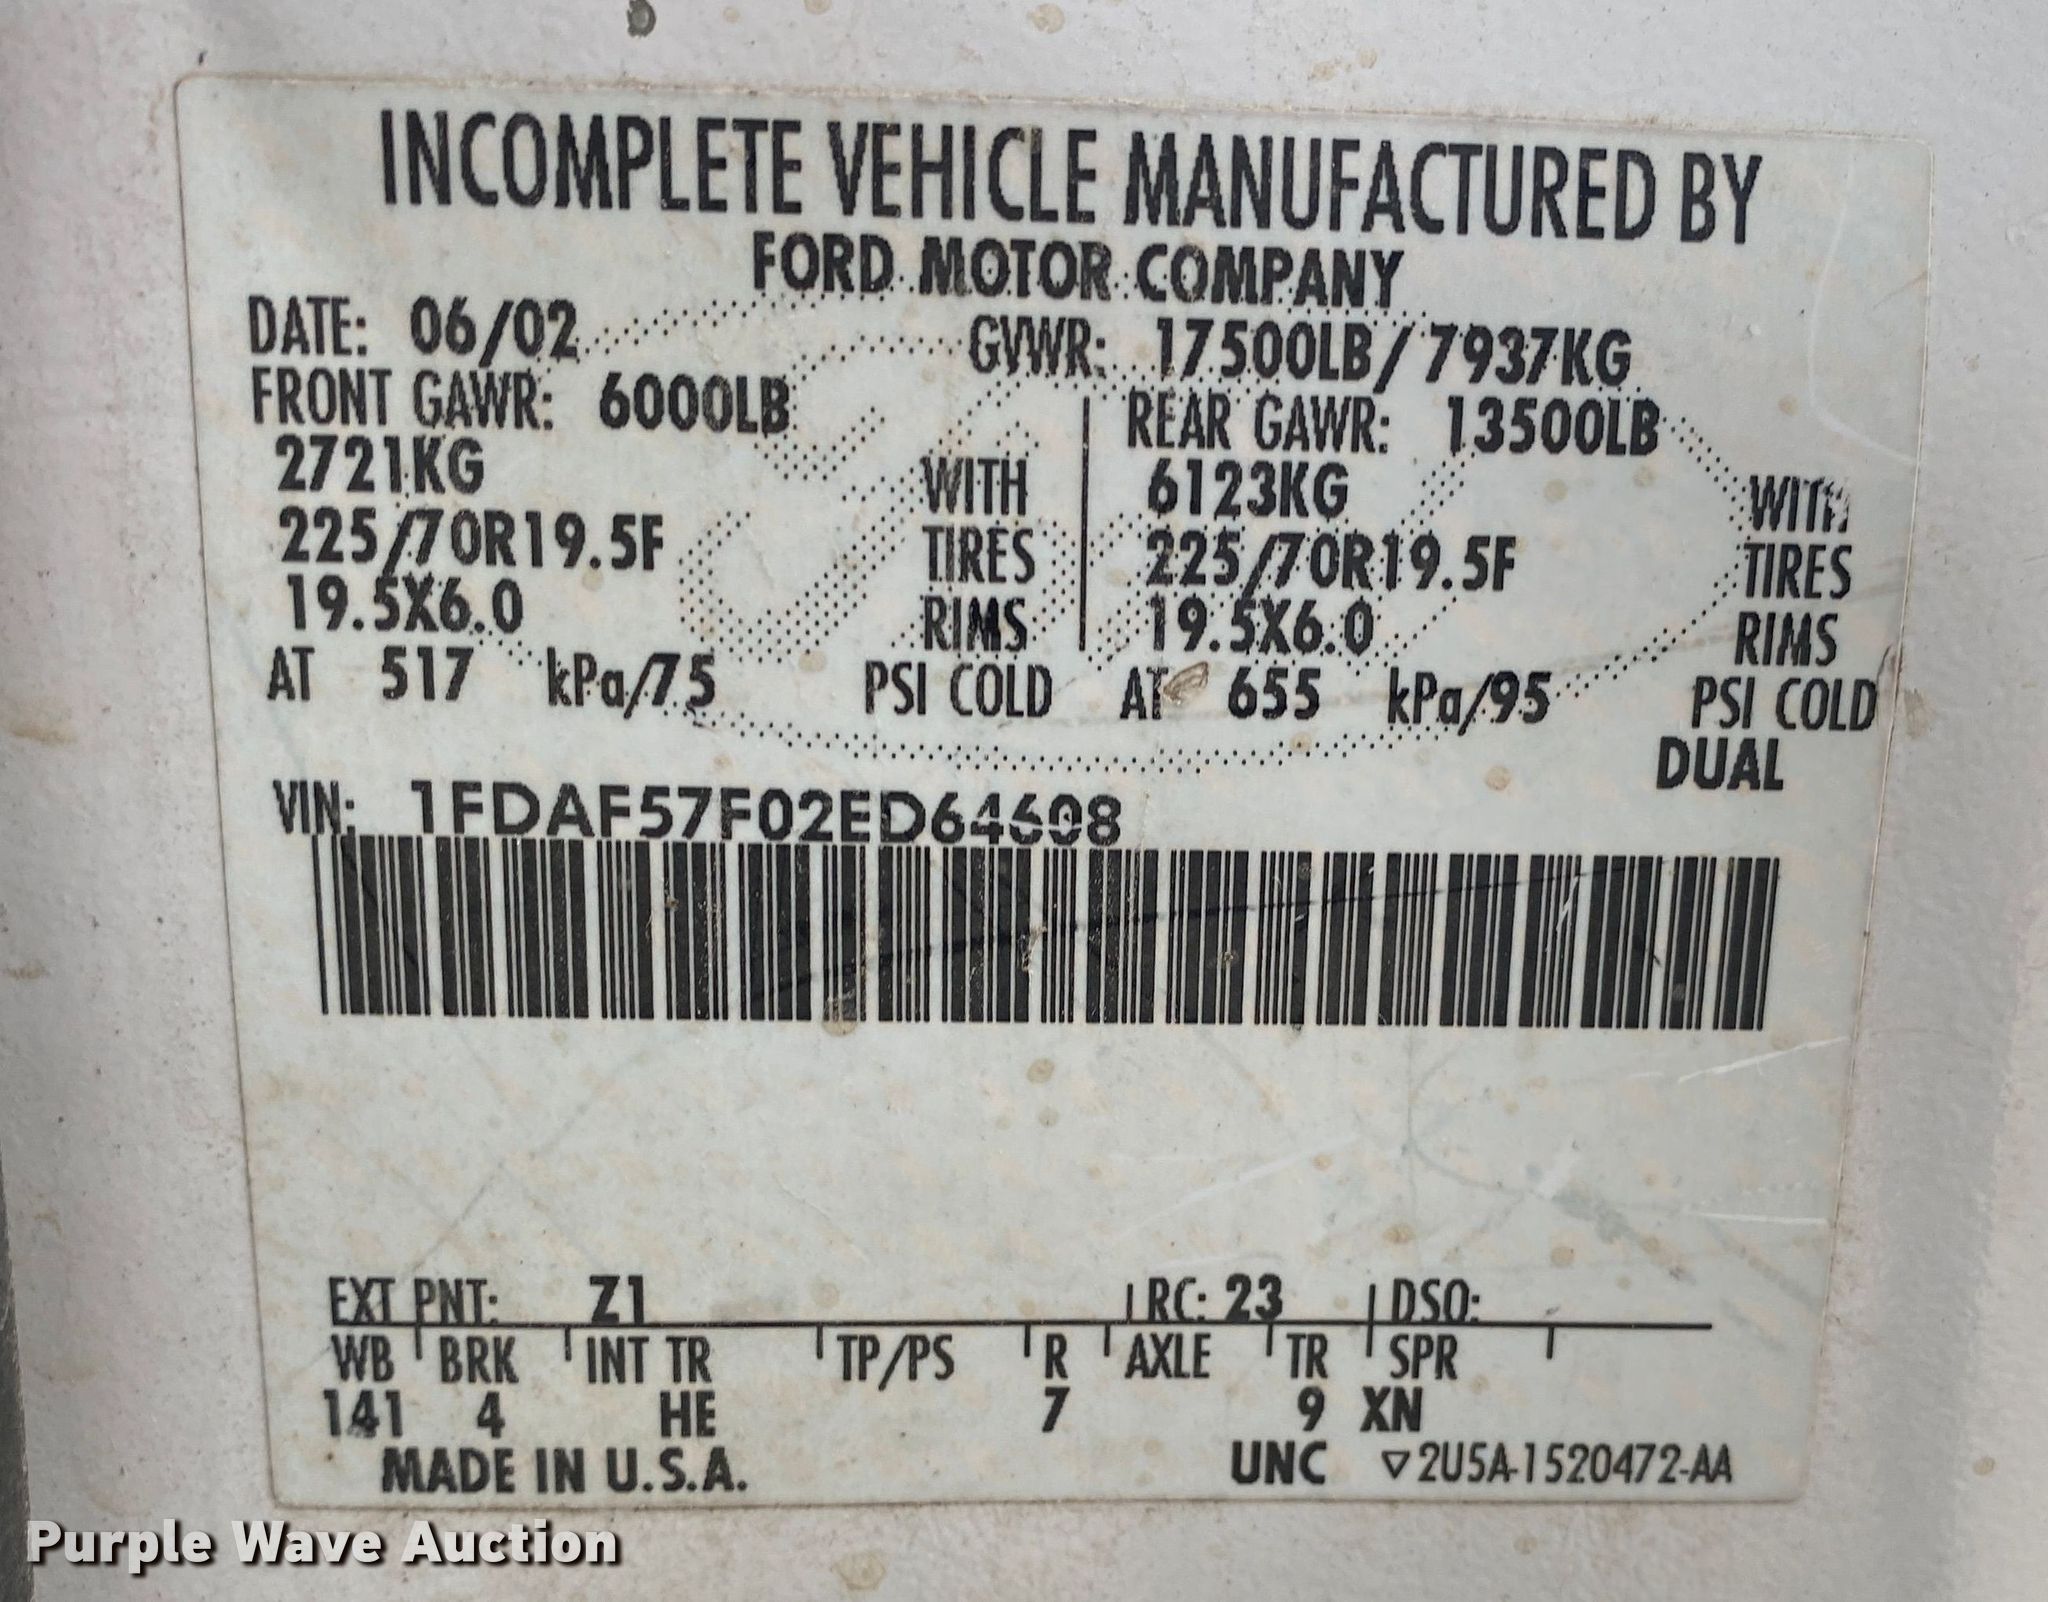 INCOMPLETE VEHICLE MANUFACTURED BY
FORD MOTOR COMPANY
DATE: 06/02 GVWR: 17500LB/7937KG
FRONT GAWR: 6000LB REAR GAWR: 13500LB
2721KG WITH 6123KG WITH
225/70R19.5F TIRES 225/70R19.5F TIRES
19.5X6.0 RIMS 19.5X6.0 RIMS
AT 517 kPa/75 PSI COLD AT 655 kPa/95 PSI COLD
DUAL
VIN: 1FDAF57F02ED64608
EXT PNT: Z1 RC: 23 DSO:
WB BRK INT TR TP/PS R AXLE TR SPR
141 4 HE 7 9 XN
MADE IN U.S.A. UNC ▽2U5A-1520472-AA
Purple Wave Auction